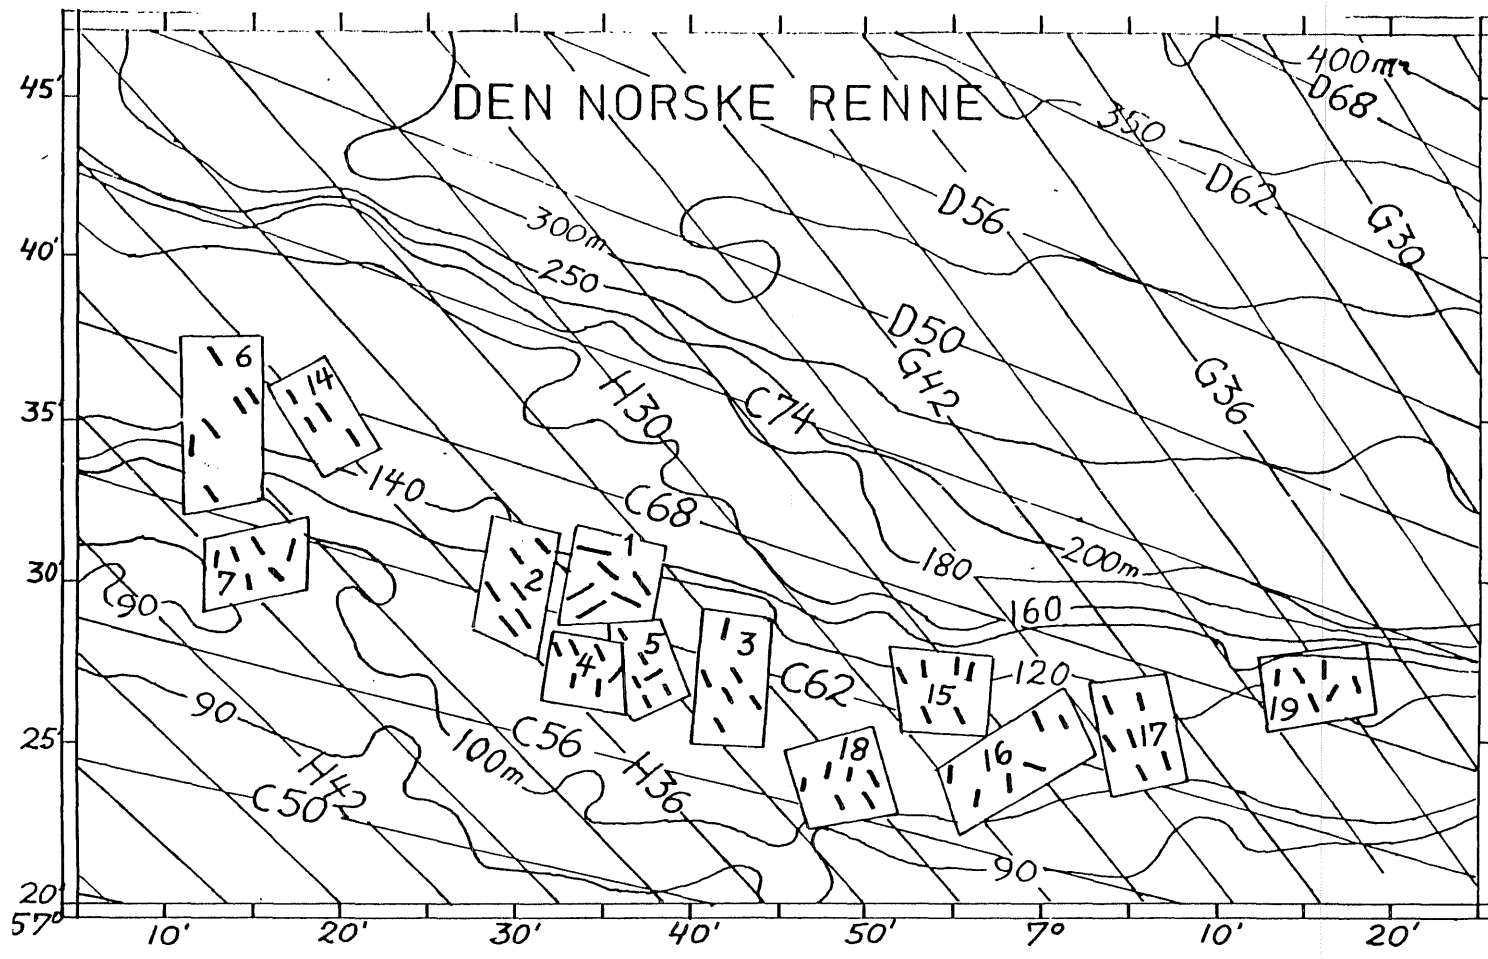 400m
45' DEN NORSKE RENNE D68
350
D62
D56
G30
300m
40' 250
D50
6 G42 G36
14 H30 C74
35'
140 C68
1 180 200m
30' 7 2
90 160
4 5 3 C62 15 120 19
90 C56 17
25' 100m 18 16
H42 H36
C50
90
20'
57° 10' 20' 30' 40' 50' 7° 10' 20'